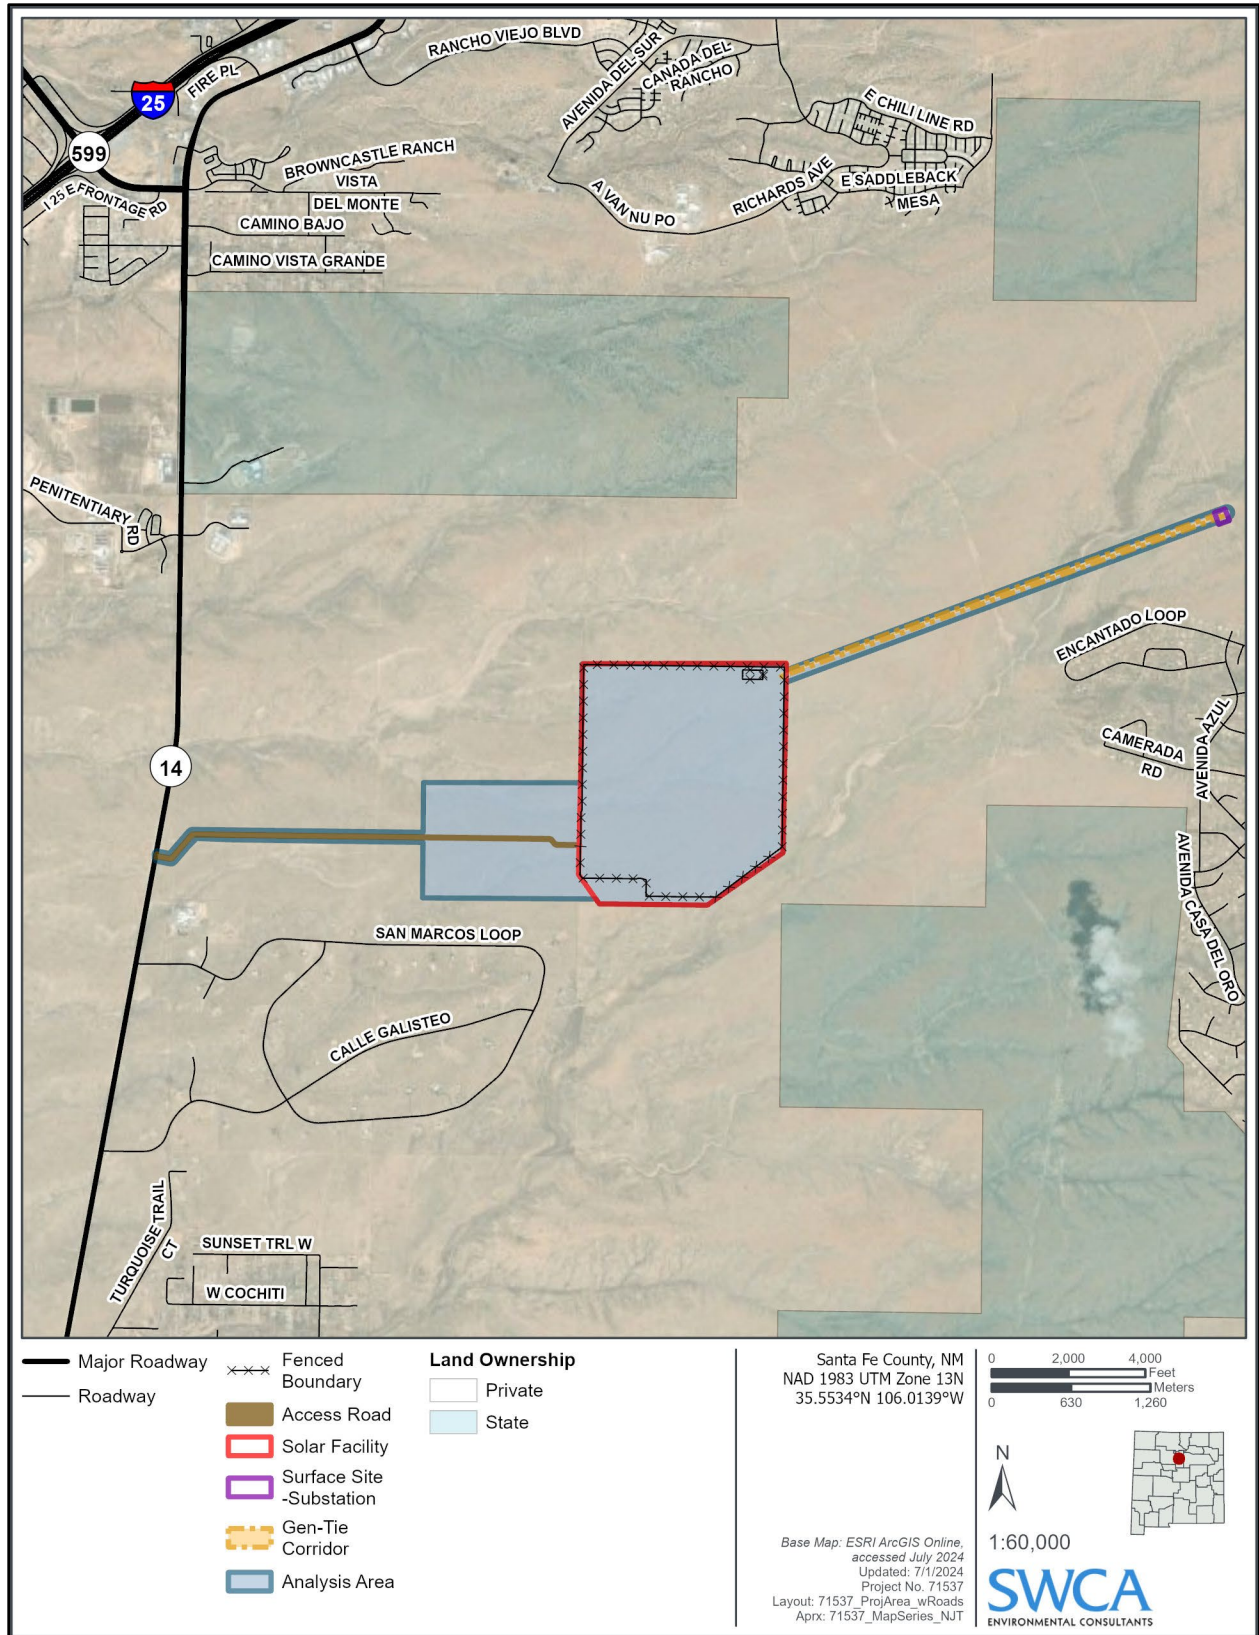 RANCHO VIEJO BLVD
AVENIDA DEL SUR
CANADA DEL
RANCHO
FIRE PL
25
E CHILI LINE RD
599
BROWNCASTLE RANCH
VISTA
DEL MONTE
I 25 E FRONTAGE RD
CAMINO BAJO
CAMINO VISTA GRANDE
A VAN NU PO
RICHARDS AVE
E SADDLEBACK
MESA
PENITENTIARY
RD
ENCANTADO LOOP
14
CAMERADA
RD
AVENIDA AZUL
AVENIDA CASA DEL ORO
SAN MARCOS LOOP
CALLE GALISTEO
TURQUOISE TRAIL
CT
SUNSET TRL W
W COCHITI
Major Roadway
Roadway
Fenced
Boundary
Access Road
Solar Facility
Surface Site
-Substation
Gen-Tie
Corridor
Analysis Area
Land Ownership
Private
State
Santa Fe County, NM
NAD 1983 UTM Zone 13N
35.5534°N 106.0139°W
Base Map: ESRI ArcGIS Online,
accessed July 2024
Updated: 7/1/2024
Project No. 71537
Layout: 71537_ProjArea_wRoads
Aprx: 71537_MapSeries_NJT
0 2,000 4,000
Feet
Meters
0 630 1,260
N
1:60,000
SWCA
ENVIRONMENTAL CONSULTANTS